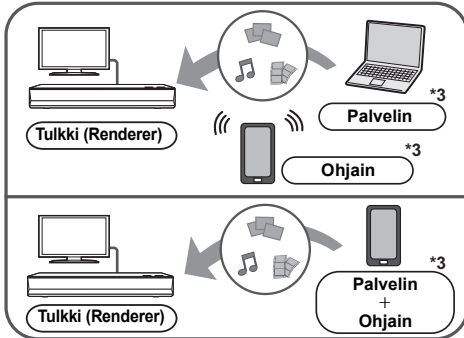 *3
Palvelin
Tulkki (Renderer)
*3
Ohjain
*3
Palvelin
+
Ohjain
Tulkki (Renderer)